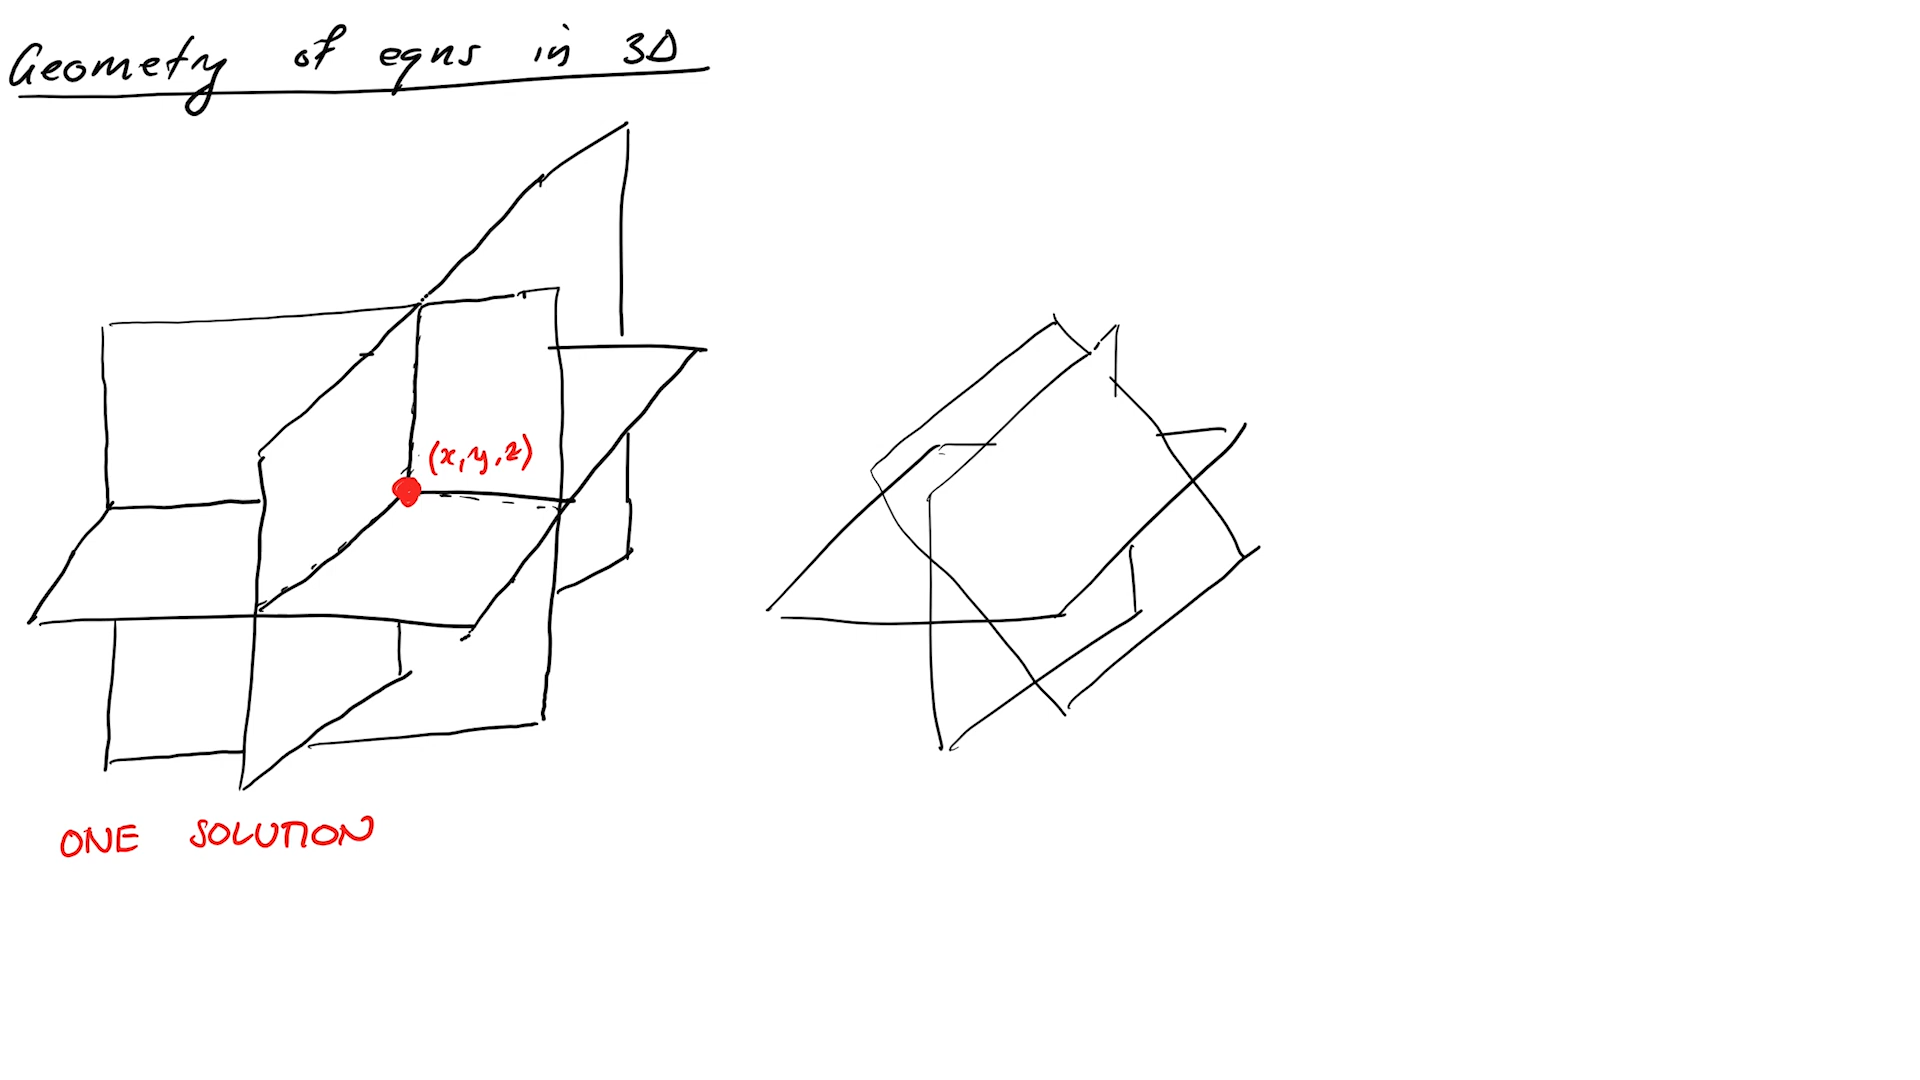 Geometry of eqns in 3D
(x, y, z)
ONE SOLUTION